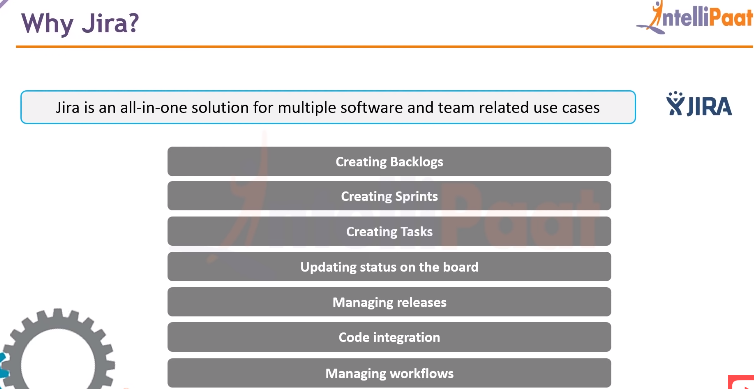 Why Jira?
IntelliPaat
Jira is an all-in-one solution for multiple software and team related use cases
JIRA
Creating Backlogs
Creating Sprints
Creating Tasks
Updating status on the board
Managing releases
Code integration
Managing workflows